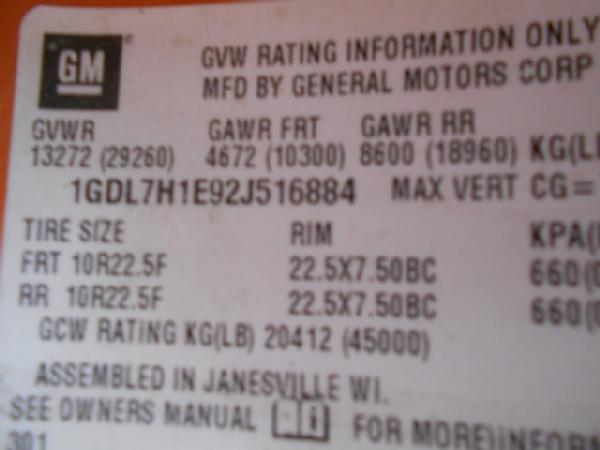 GM
GVW RATING INFORMATION ONLY
MFD BY GENERAL MOTORS CORP
GVWR GAWR FRT GAWR RR
13272 (29260) 4672 (10300) 8600 (18960) KG(L
1GDL7H1E92J516884 MAX VERT CG=
TIRE SIZE RIM KPA(
FRT 10R22.5F 22.5X7.50BC 660(
RR 10R22.5F 22.5X7.50BC 660(
GCW RATING KG(LB) 20412 (45000)
ASSEMBLED IN JANESVILLE WI.
SEE OWNERS MANUAL i FOR MORE INFORM
301